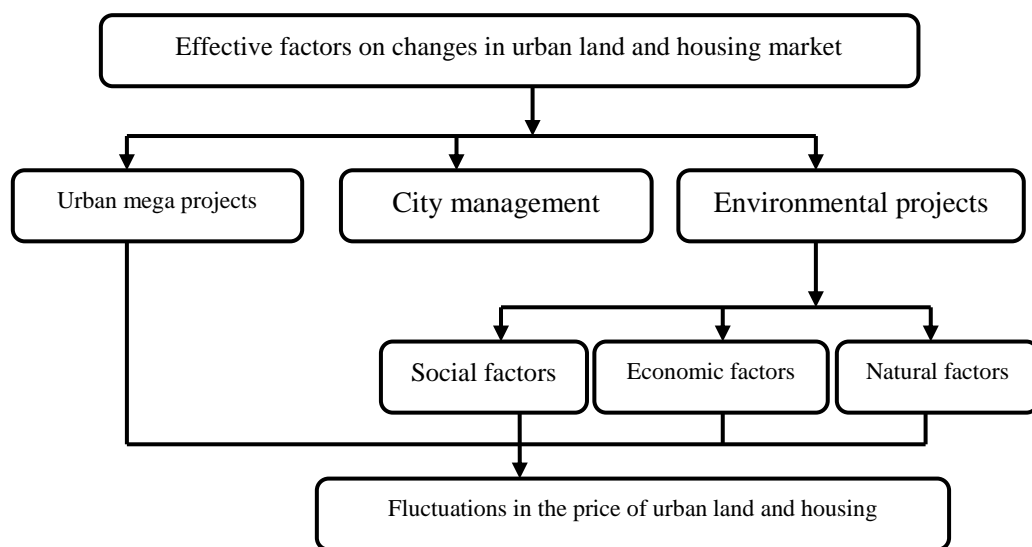 Effective factors on changes in urban land and housing market
Urban mega projects
City management
Environmental projects
Social factors
Economic factors
Natural factors
Fluctuations in the price of urban land and housing